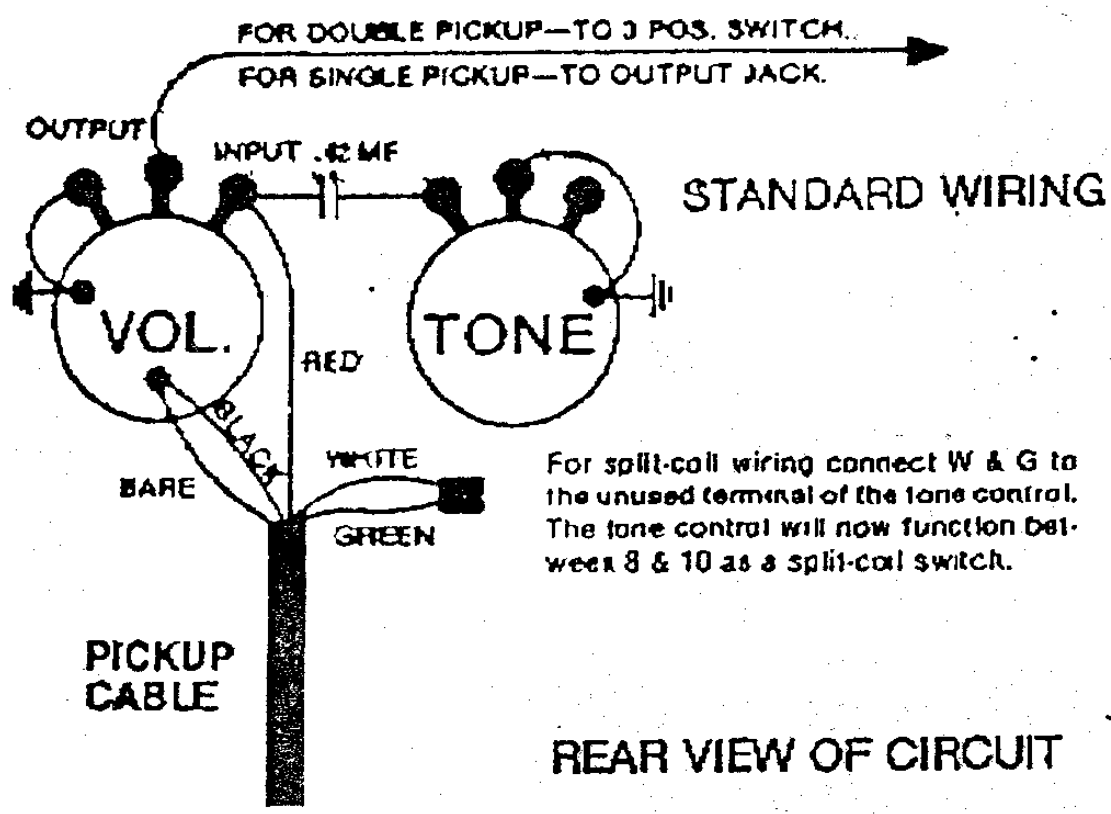 FOR DOUBLE PICKUP—TO 3 POS. SWITCH.
FOR SINGLE PICKUP—TO OUTPUT JACK.
OUTPUT
INPUT MF
STANDARD WIRING
VOL.
TONE
RED
BLACK
BARE
WHITE
GREEN
For split-coil wiring connect W & G to
the unused terminal of the tone control.
The tone control will now function bet-
ween 8 & 10 as a split-coil switch.
PICKUP
CABLE
REAR VIEW OF CIRCUIT